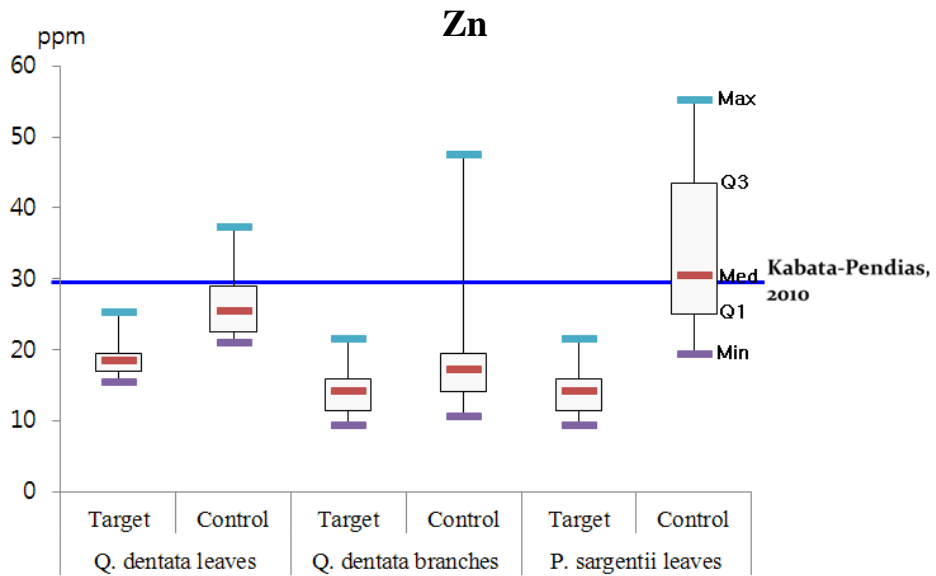 Zn
ppm
60
50
40
30
20
10
0
Max
Q3
Med
Q1
Min
Kabata-Pendias,
2010
Target Control Target Control Target Control
Q. dentata leaves Q. dentata branches P. sargentii leaves